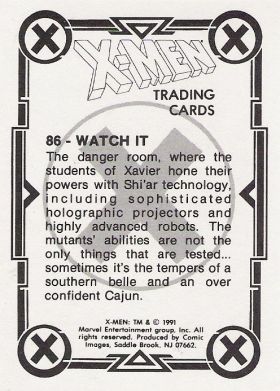 X-MEN
TRADING
CARDS
86 - WATCH IT
The danger room, where the
students of Xavier hone their
powers with Shi'ar technology,
including sophisticated
holographic projectors and
highly advanced robots. The
mutants' abilities are not the
only things that are tested...
sometimes it's the tempers of a
southern belle and an over
confident Cajun.
X-MEN: TM & © 1991
Marvel Entertainment group, Inc. All
rights reserved. Produced by Comic
Images, Saddle Brook, NJ 07662.